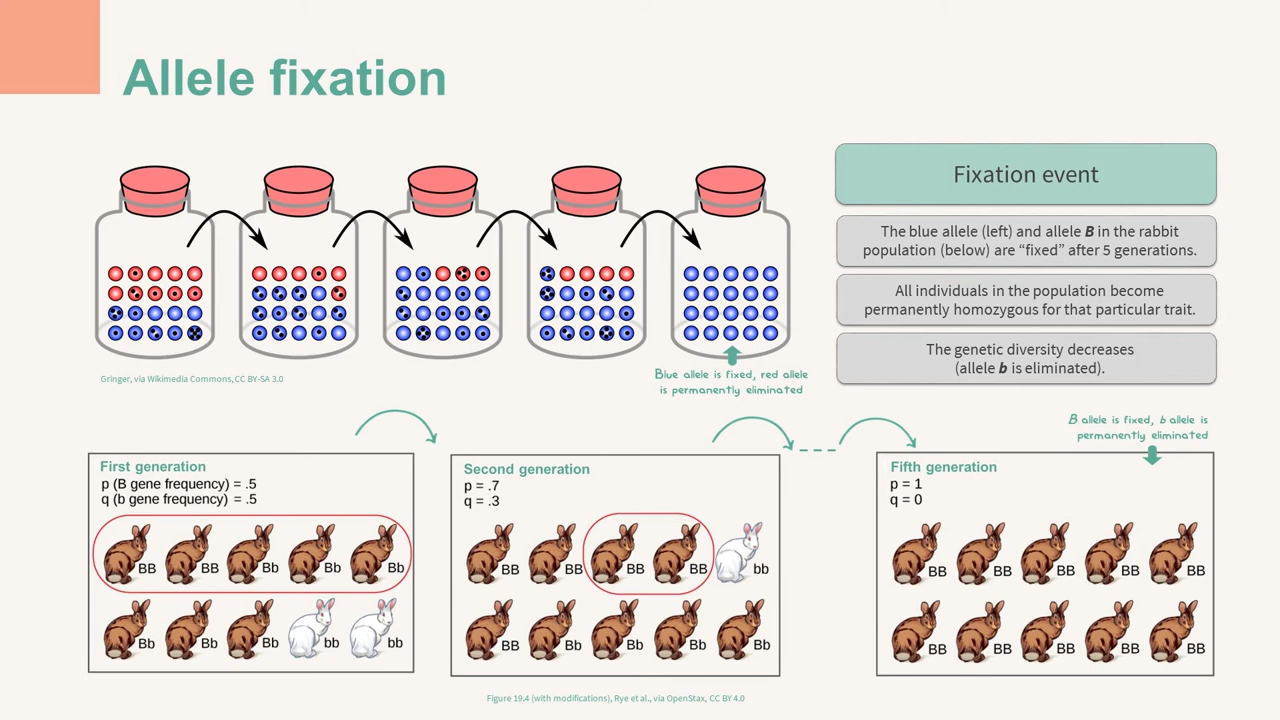 Allele fixation
Fixation event
The blue allele (left) and allele B in the rabbit
population (below) are “fixed” after 5 generations.
All individuals in the population become
permanently homozygous for that particular trait.
The genetic diversity decreases
(allele b is eliminated).
Gringer, via Wikimedia Commons, CC BY-SA 3.0
Blue allele is fixed, red allele
is permanently eliminated
B allele is fixed, b allele is
permanently eliminated
First generation
p (B gene frequency) = .5
q (b gene frequency) = .5
BB BB Bb Bb Bb
Bb Bb Bb bb bb
Second generation
p = .7
q = .3
BB BB BB BB bb
BB Bb Bb Bb Bb
Fifth generation
p = 1
q = 0
BB BB BB BB BB
BB BB BB BB BB
Figure 19.4 (with modifications), Rye et al., via OpenStax, CC BY 4.0